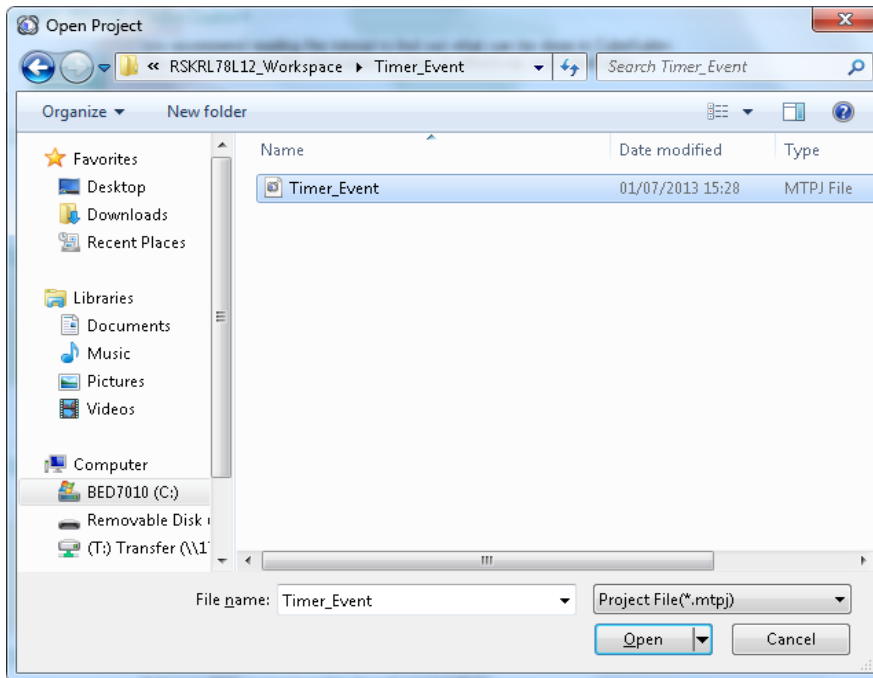 Open Project
« RSKRL78L12_Workspace ▸ Timer_Event
Search Timer_Event
Organize
New folder
Name
Date modified
Type
Timer_Event
01/07/2013 15:28
MTPJ File
Favorites
Desktop
Downloads
Recent Places
Libraries
Documents
Music
Pictures
Videos
Computer
BED7010 (C:)
Removable Disk
(T:) Transfer (\\1
File name:
Timer_Event
Project File(*.mtpj)
Open
Cancel